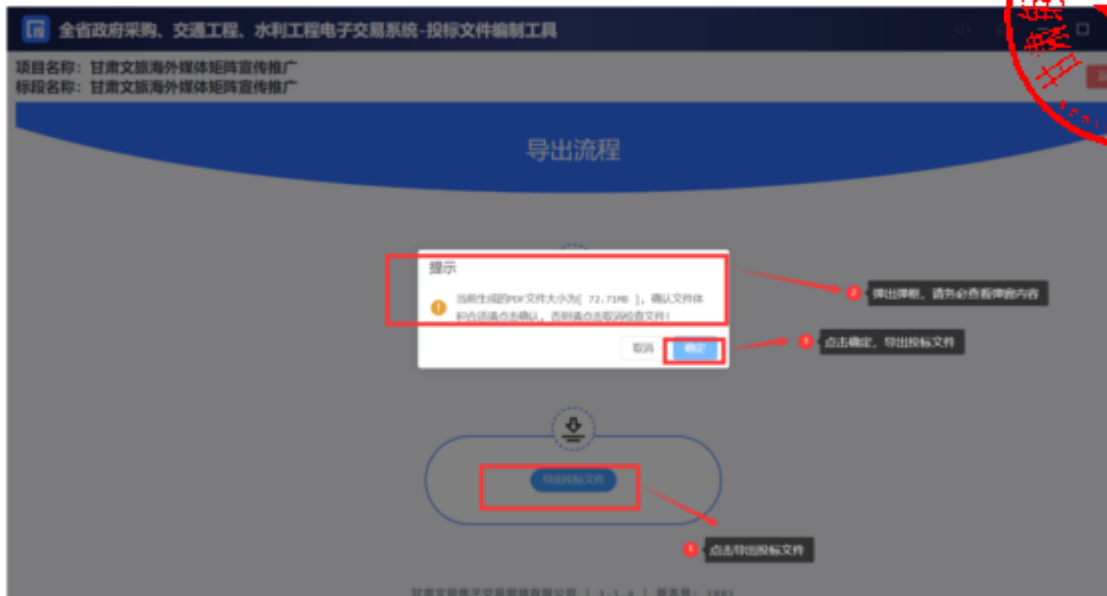 投
全省政府采购、交通工程、水利工程电子交易系统-投标文件编制工具
项目名称：甘肃文旅海外媒体矩阵宣传推广
标段名称：甘肃文旅海外媒体矩阵宣传推广
导出流程
提示
当前生成的PDF文件大小为[ 72.71MB ]，确认文件体
积合适请点击确认，否则请点击取消检查文件！
取消 确定
2 弹出弹框，请务必查看弹窗内容
3 点击确定，导出投标文件
导出投标文件
1 点击导出投标文件